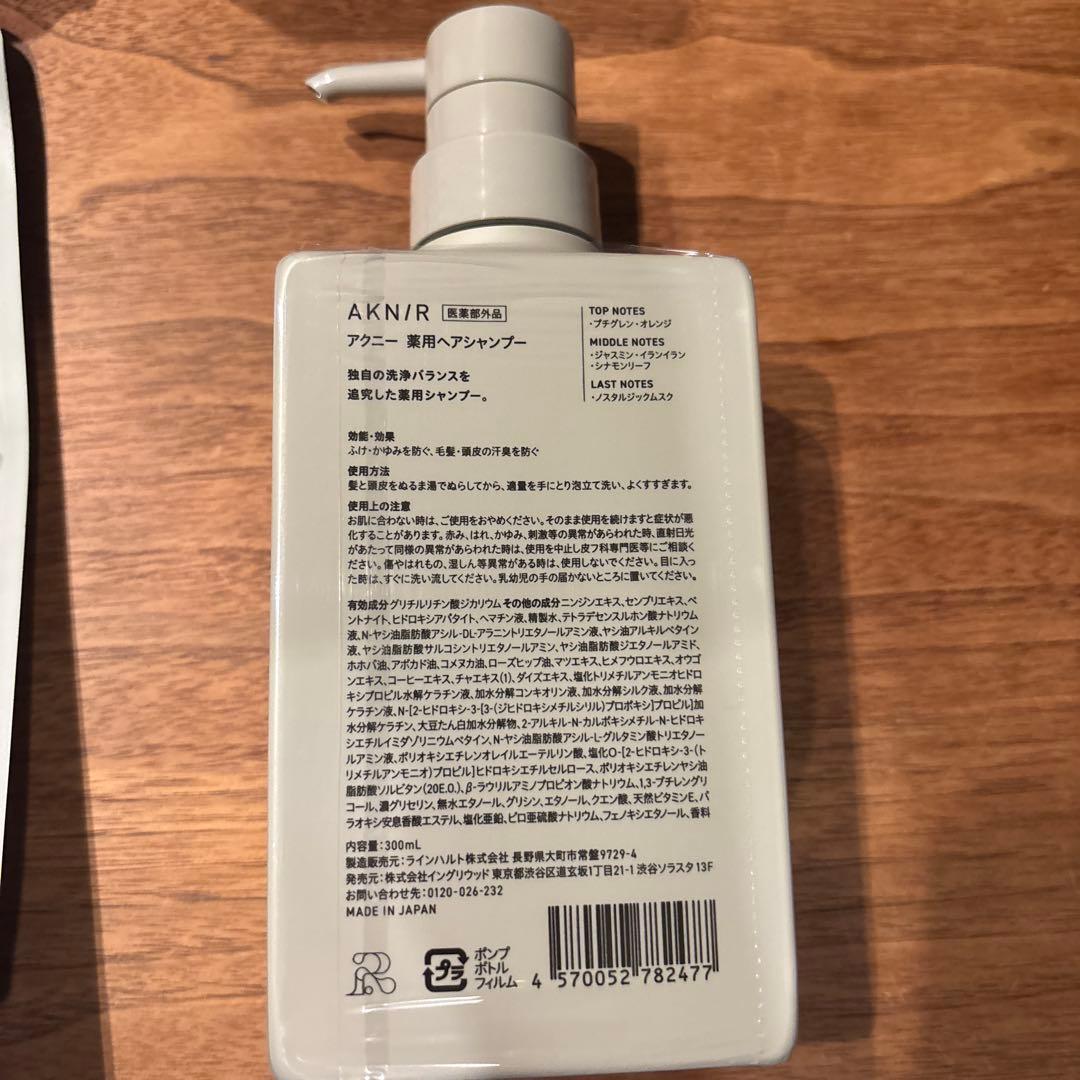 AKN/R 医薬部外品
アクニー 薬用ヘアシャンプー
独自の洗浄バランスを
追究した薬用シャンプー。
TOP NOTES
・プチグレン・オレンジ
MIDDLE NOTES
・ジャスミン・イランイラン
・シナモンリーフ
LAST NOTES
・ノスタルジックムスク
効能・効果
ふけ・かゆみを防ぐ、毛髪・頭皮の汗臭を防ぐ
使用方法
髪と頭皮をぬるま湯でぬらしてから、適量を手にとり泡立て洗い、よくすすぎます。
使用上の注意
お肌に合わない時は、ご使用をおやめください。そのまま使用を続けますと症状が悪
化することがあります。赤み、はれ、かゆみ、刺激等の異常があらわれた時、直射日光
があたって同様の異常があらわれた時は、使用を中止し皮フ科専門医等にご相談く
ださい。傷やはれもの、湿しん等異常がある時は、使用しないでください。目に入っ
た時は、すぐに洗い流してください。乳幼児の手の届かないところに置いてください。
有効成分 グリチルリチン酸ジカリウム その他の成分 ニンジンエキス、センブリエキス、ベ
ントナイト、ヒドロキシアパタイト、ヘマチン液、精製水、テトラデセンスルホン酸ナトリウム
液、N-ヤシ油脂肪酸アシル-DL-アラニントリエタノールアミン液、ヤシ油アルキルベタイン
液、ヤシ油脂肪酸サルコシントリエタノールアミン、ヤシ油脂肪酸ジエタノールアミド、
ホホバ油、アボカド油、コメヌカ油、ローズヒップ油、マツエキス、ヒメフウロエキス、オウゴ
ンエキス、コーヒーエキス、チャエキス(1)、ダイズエキス、塩化トリメチルアンモニオヒドロ
キシプロピル水解ケラチン液、加水分解コンキオリン液、加水分解シルク液、加水分解
ケラチン液、N-[2-ヒドロキシ-3-[3-(ジヒドロキシメチルシリル)プロポキシ]プロピル]加
水分解ケラチン、大豆たん白加水分解物、2-アルキル-N-カルボキシメチル-N-ヒドロキ
シエチルイミダゾリニウムベタイン、N-ヤシ油脂肪酸アシル-L-グルタミン酸トリエタノ
ールアミン液、ポリオキシエチレンオレイルエーテルリン酸、塩化O-[2-ヒドロキシ-3-(ト
リメチルアンモニオ)プロピル]ヒドロキシエチルセルロース、ポリオキシエチレンヤシ油
脂肪酸ソルビタン(20E.O.)、β-ラウリルアミノプロピオン酸ナトリウム、1,3-ブチレングリ
コール、濃グリセリン、無水エタノール、グリシン、エタノール、クエン酸、天然ビタミンE、パ
ラオキシ安息香酸エステル、塩化亜鉛、ピロ亜硫酸ナトリウム、フェノキシエタノール、香料
内容量:300mL
製造販売元:ラインハルト株式会社 長野県大町市常盤9729-4
発売元:株式会社イングリウッド 東京都渋谷区道玄坂1丁目21-1 渋谷ソラスタ 13F
お問い合わせ先:0120-026-232
MADE IN JAPAN
R
プラ
ポンプ
ボトル
フィルム
4 570052 782477